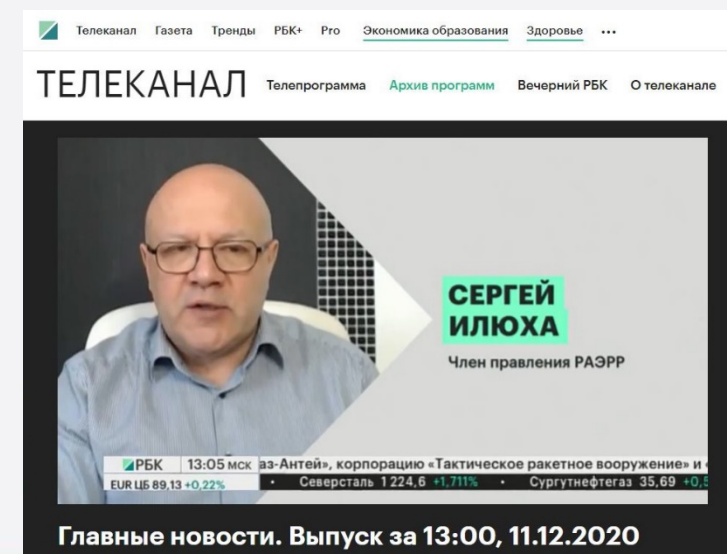 Телеканал Газета Тренды РБК+ Pro Экономика образования Здоровье ...
ТЕЛЕКАНАЛ Телепрограмма Архив программ Вечерний РБК О телеканале
СЕРГЕЙ
ИЛЮХА
Член правления РАЭРР
РБК 13:05 мск аз-Антей», корпорацию «Тактическое ракетное вооружение» и
EUR ЦБ 89,13 +0,22% • Северсталь 1 224,6 +1,711% • Сургутнефтегаз 35,69 +0,5
Главные новости. Выпуск за 13:00, 11.12.2020